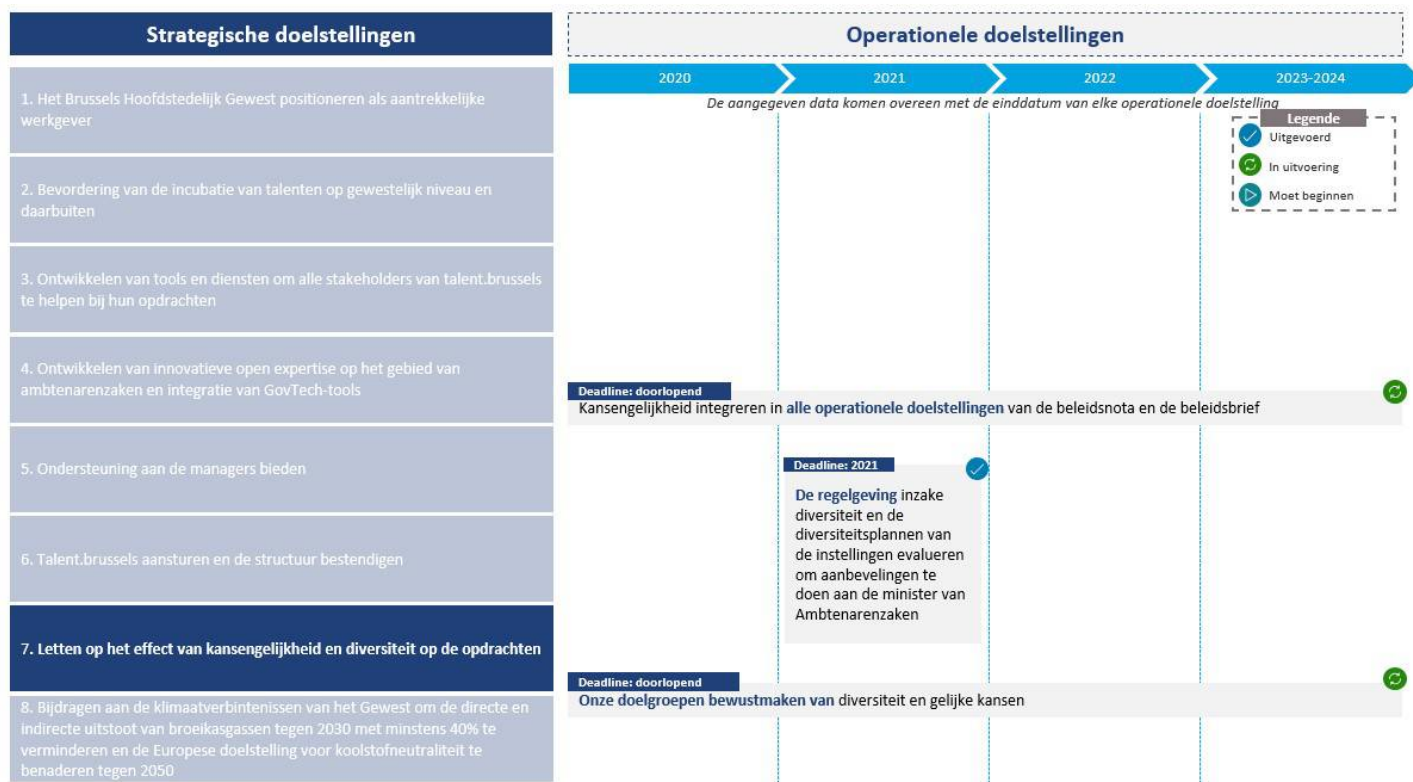 Strategische doelstellingen
1. Het Brussels Hoofdstedelijk Gewest positioneren als aantrekkelijke
werkgever
2. Bevordering van de incubatie van talenten op gewestelijk niveau en
daarbuiten
3. Ontwikkelen van tools en diensten om alle stakeholders van talent.brussels
te helpen bij hun opdrachten
4. Ontwikkelen van innovatieve open expertise op het gebied van
ambtenarenzaken en integratie van GovTech-tools
5. Ondersteuning aan de managers bieden
6. Talent.brussels aansturen en de structuur bestendigen
7. Letten op het effect van kansengelijkheid en diversiteit op de opdrachten
8. Bijdragen aan de klimaatverbintenissen van het Gewest om de directe en
indirecte uitstoot van broeikasgassen tegen 2030 met minstens 40% te
verminderen en de Europese doelstelling voor koolstofneutraliteit te
benaderen tegen 2050
Operationele doelstellingen
2020
2021
2022
2023-2024
De aangegeven data komen overeen met de einddatum van elke operationele doelstelling
Legende
Uitgevoerd
In uitvoering
Moet beginnen
Deadline: doorlopend
Kansengelijkheid integreren in alle operationele doelstellingen van de beleidsnota en de beleidsbrief
Deadline: 2021
De regelgeving inzake
diversiteit en de
diversiteitsplannen van
de instellingen evalueren
om aanbevelingen te
doen aan de minister van
Ambtenarenzaken
Deadline: doorlopend
Onze doelgroepen bewustmaken van diversiteit en gelijke kansen